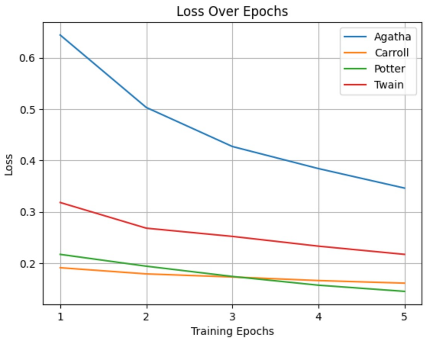 Loss Over Epochs
Agatha
Carroll
Potter
Twain
0.6
0.5
0.4
0.3
0.2
Loss
1 2 3 4 5
Training Epochs